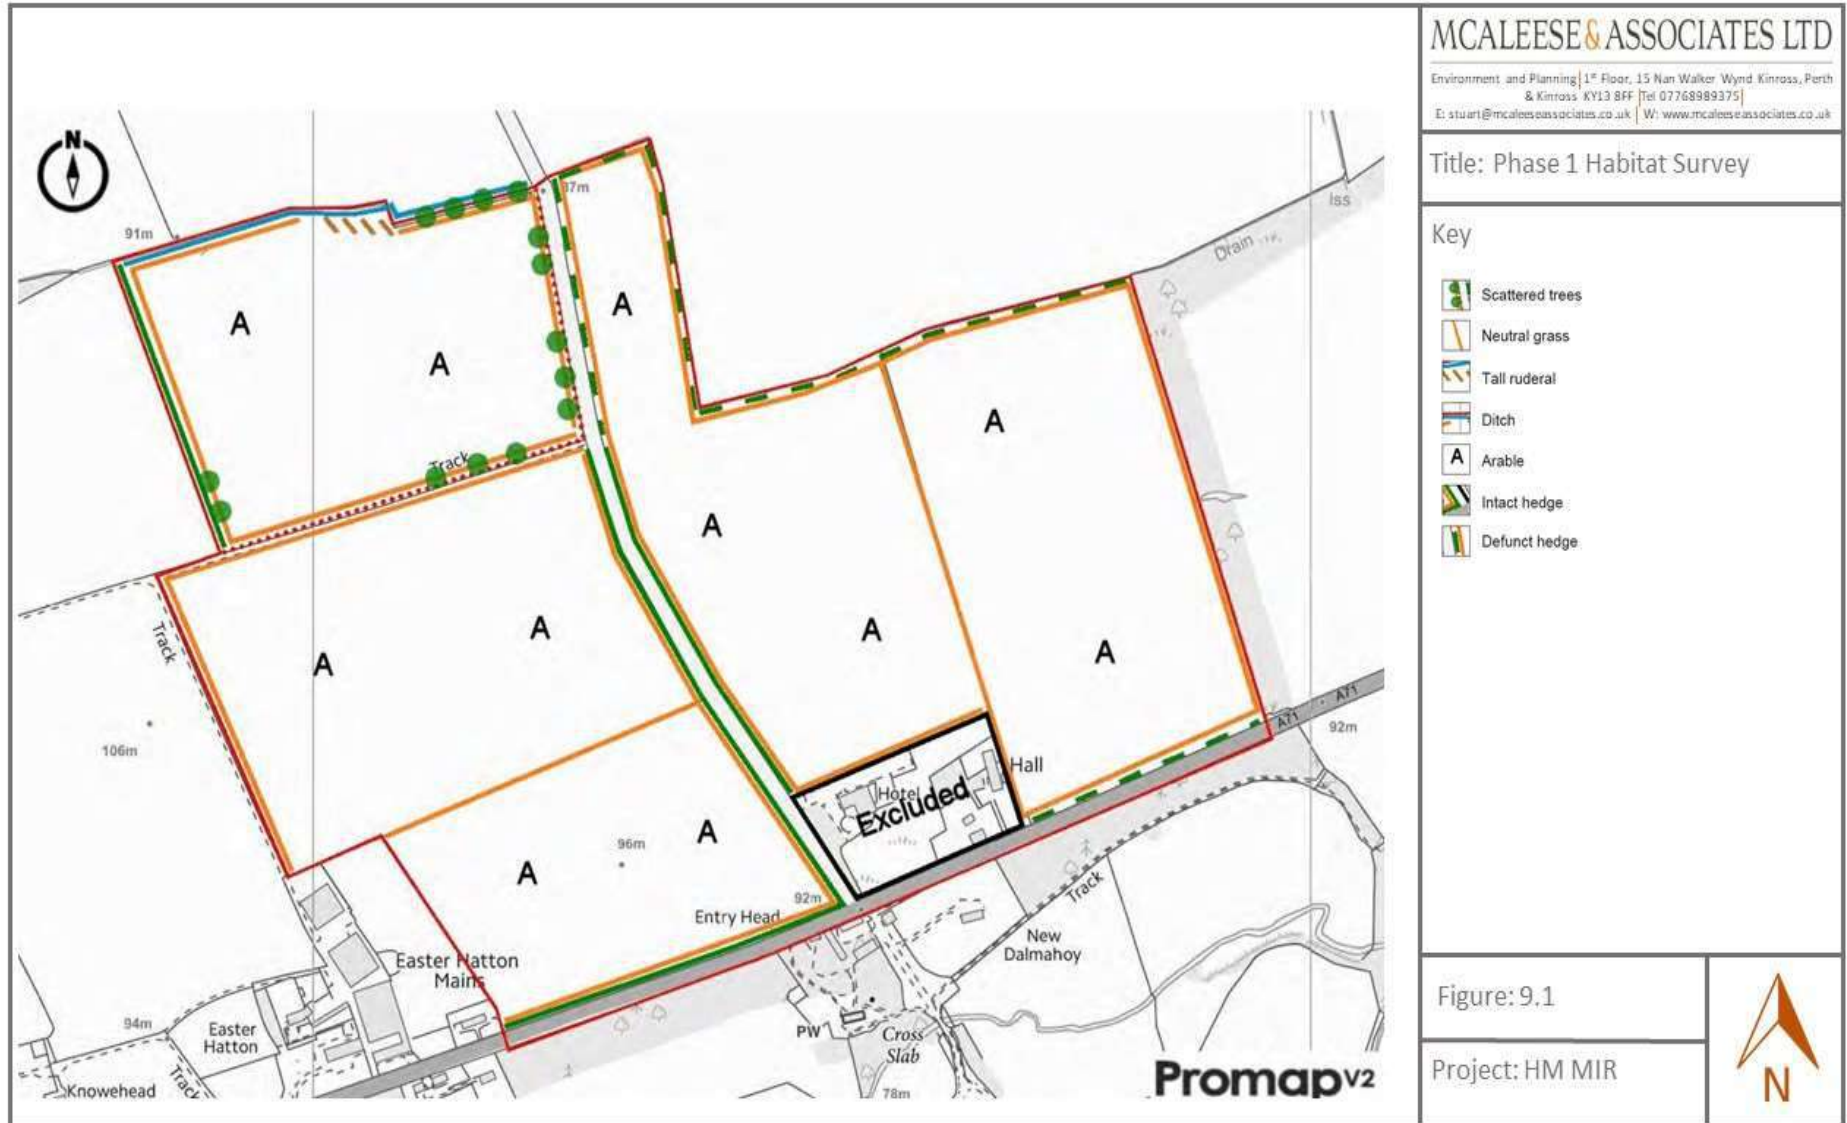 MCALEESE & ASSOCIATES LTD
Environment and Planning | 1st Floor, 15 Nan Walker Wynd Kinross, Perth
& Kinross KY13 8FF | Tel 07768989375 |
E: stuart@mcaleeseassociates.co.uk | W: www.mcaleeseassociates.co.uk
Title: Phase 1 Habitat Survey
Key
Scattered trees
Neutral grass
Tall ruderal
Ditch
A Arable
Intact hedge
Defunct hedge
Figure: 9.1
Project: HM MIR
N
N
91m
37m
Iss
Drain
A
A
A
A
Track
A
A
A
A
A
Track
106m
A71
A71
92m
Hall
Hotel
Excluded
A
A
96m
92m
Entry Head
Track
New
Dalmahoy
Easter Hatton
Mains
94m
Easter
Hatton
PW
Cross
Slab
Track
Knowehead
78m
Promap V2